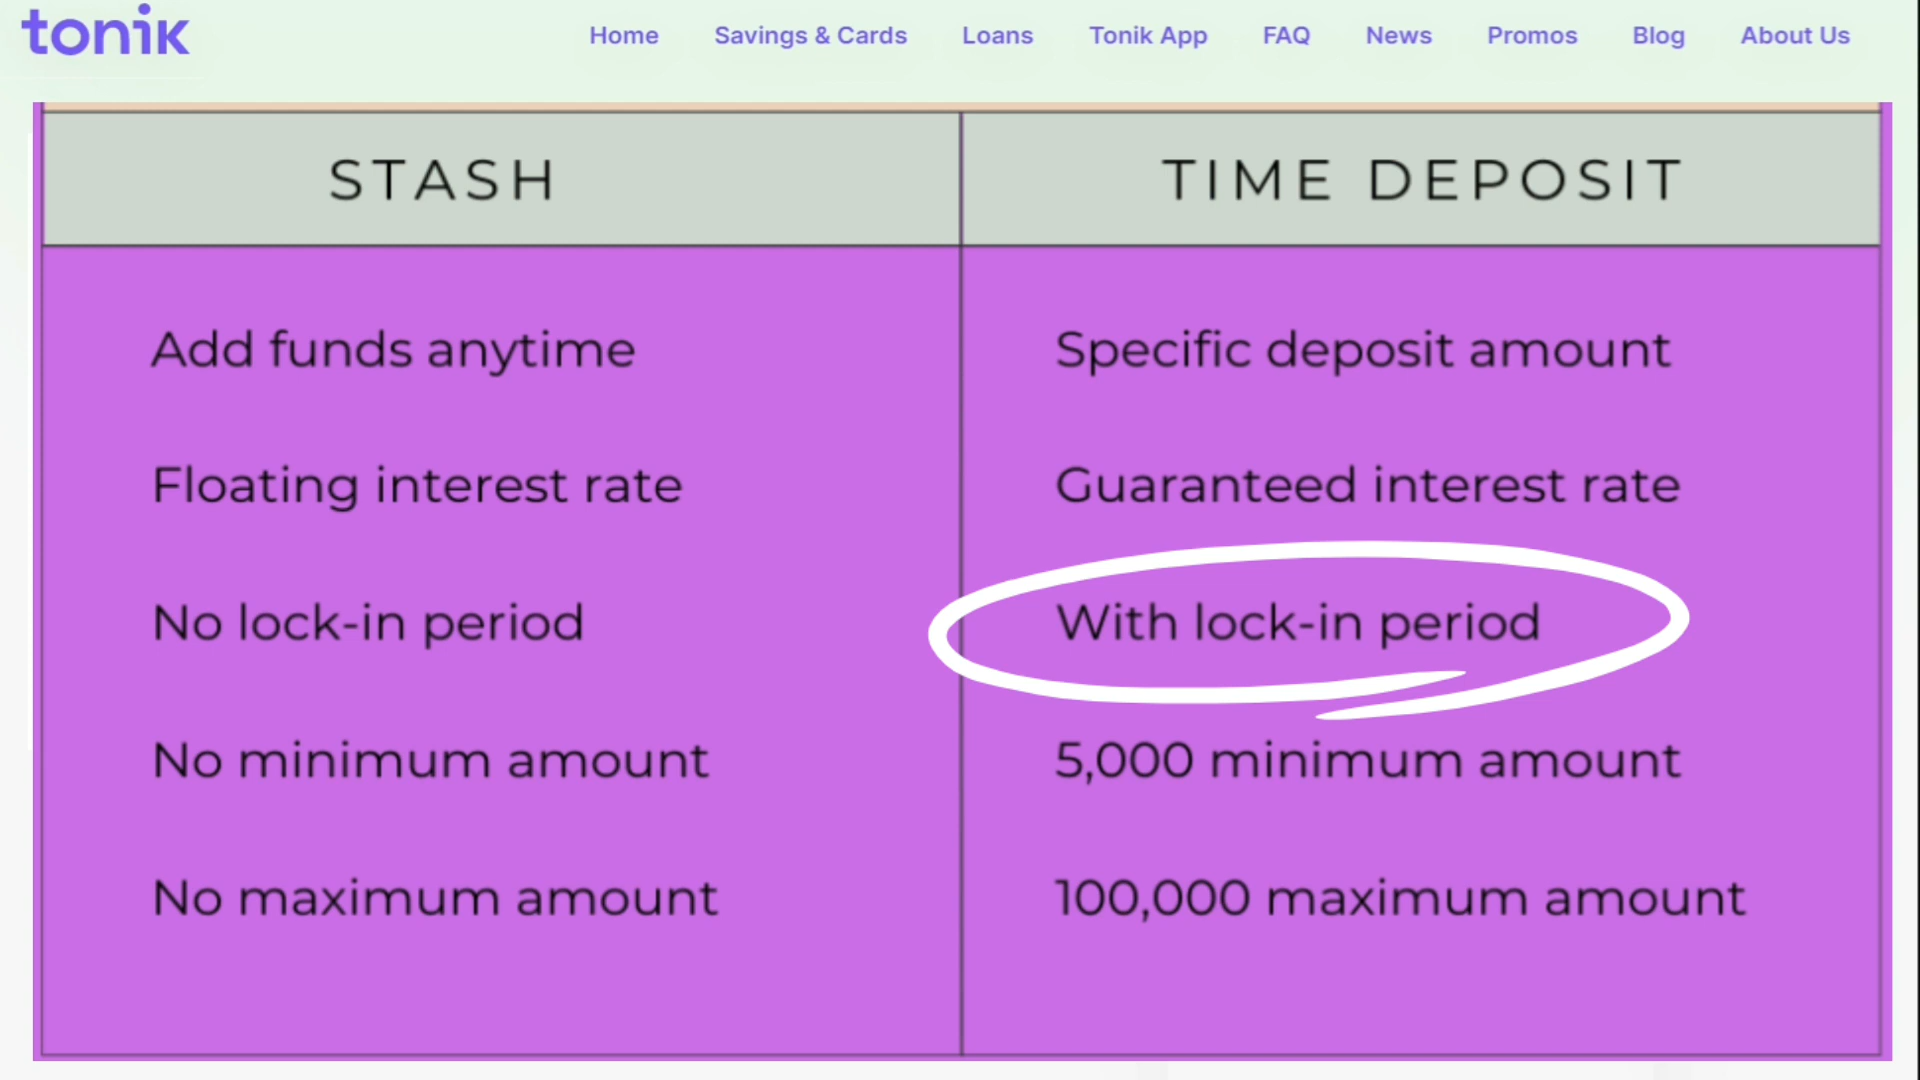 tonik
Home Savings & Cards Loans Tonik App FAQ News Promos Blog About Us
STASH
TIME DEPOSIT
Add funds anytime
Specific deposit amount
Floating interest rate
Guaranteed interest rate
No lock-in period
With lock-in period
No minimum amount
5,000 minimum amount
No maximum amount
100,000 maximum amount